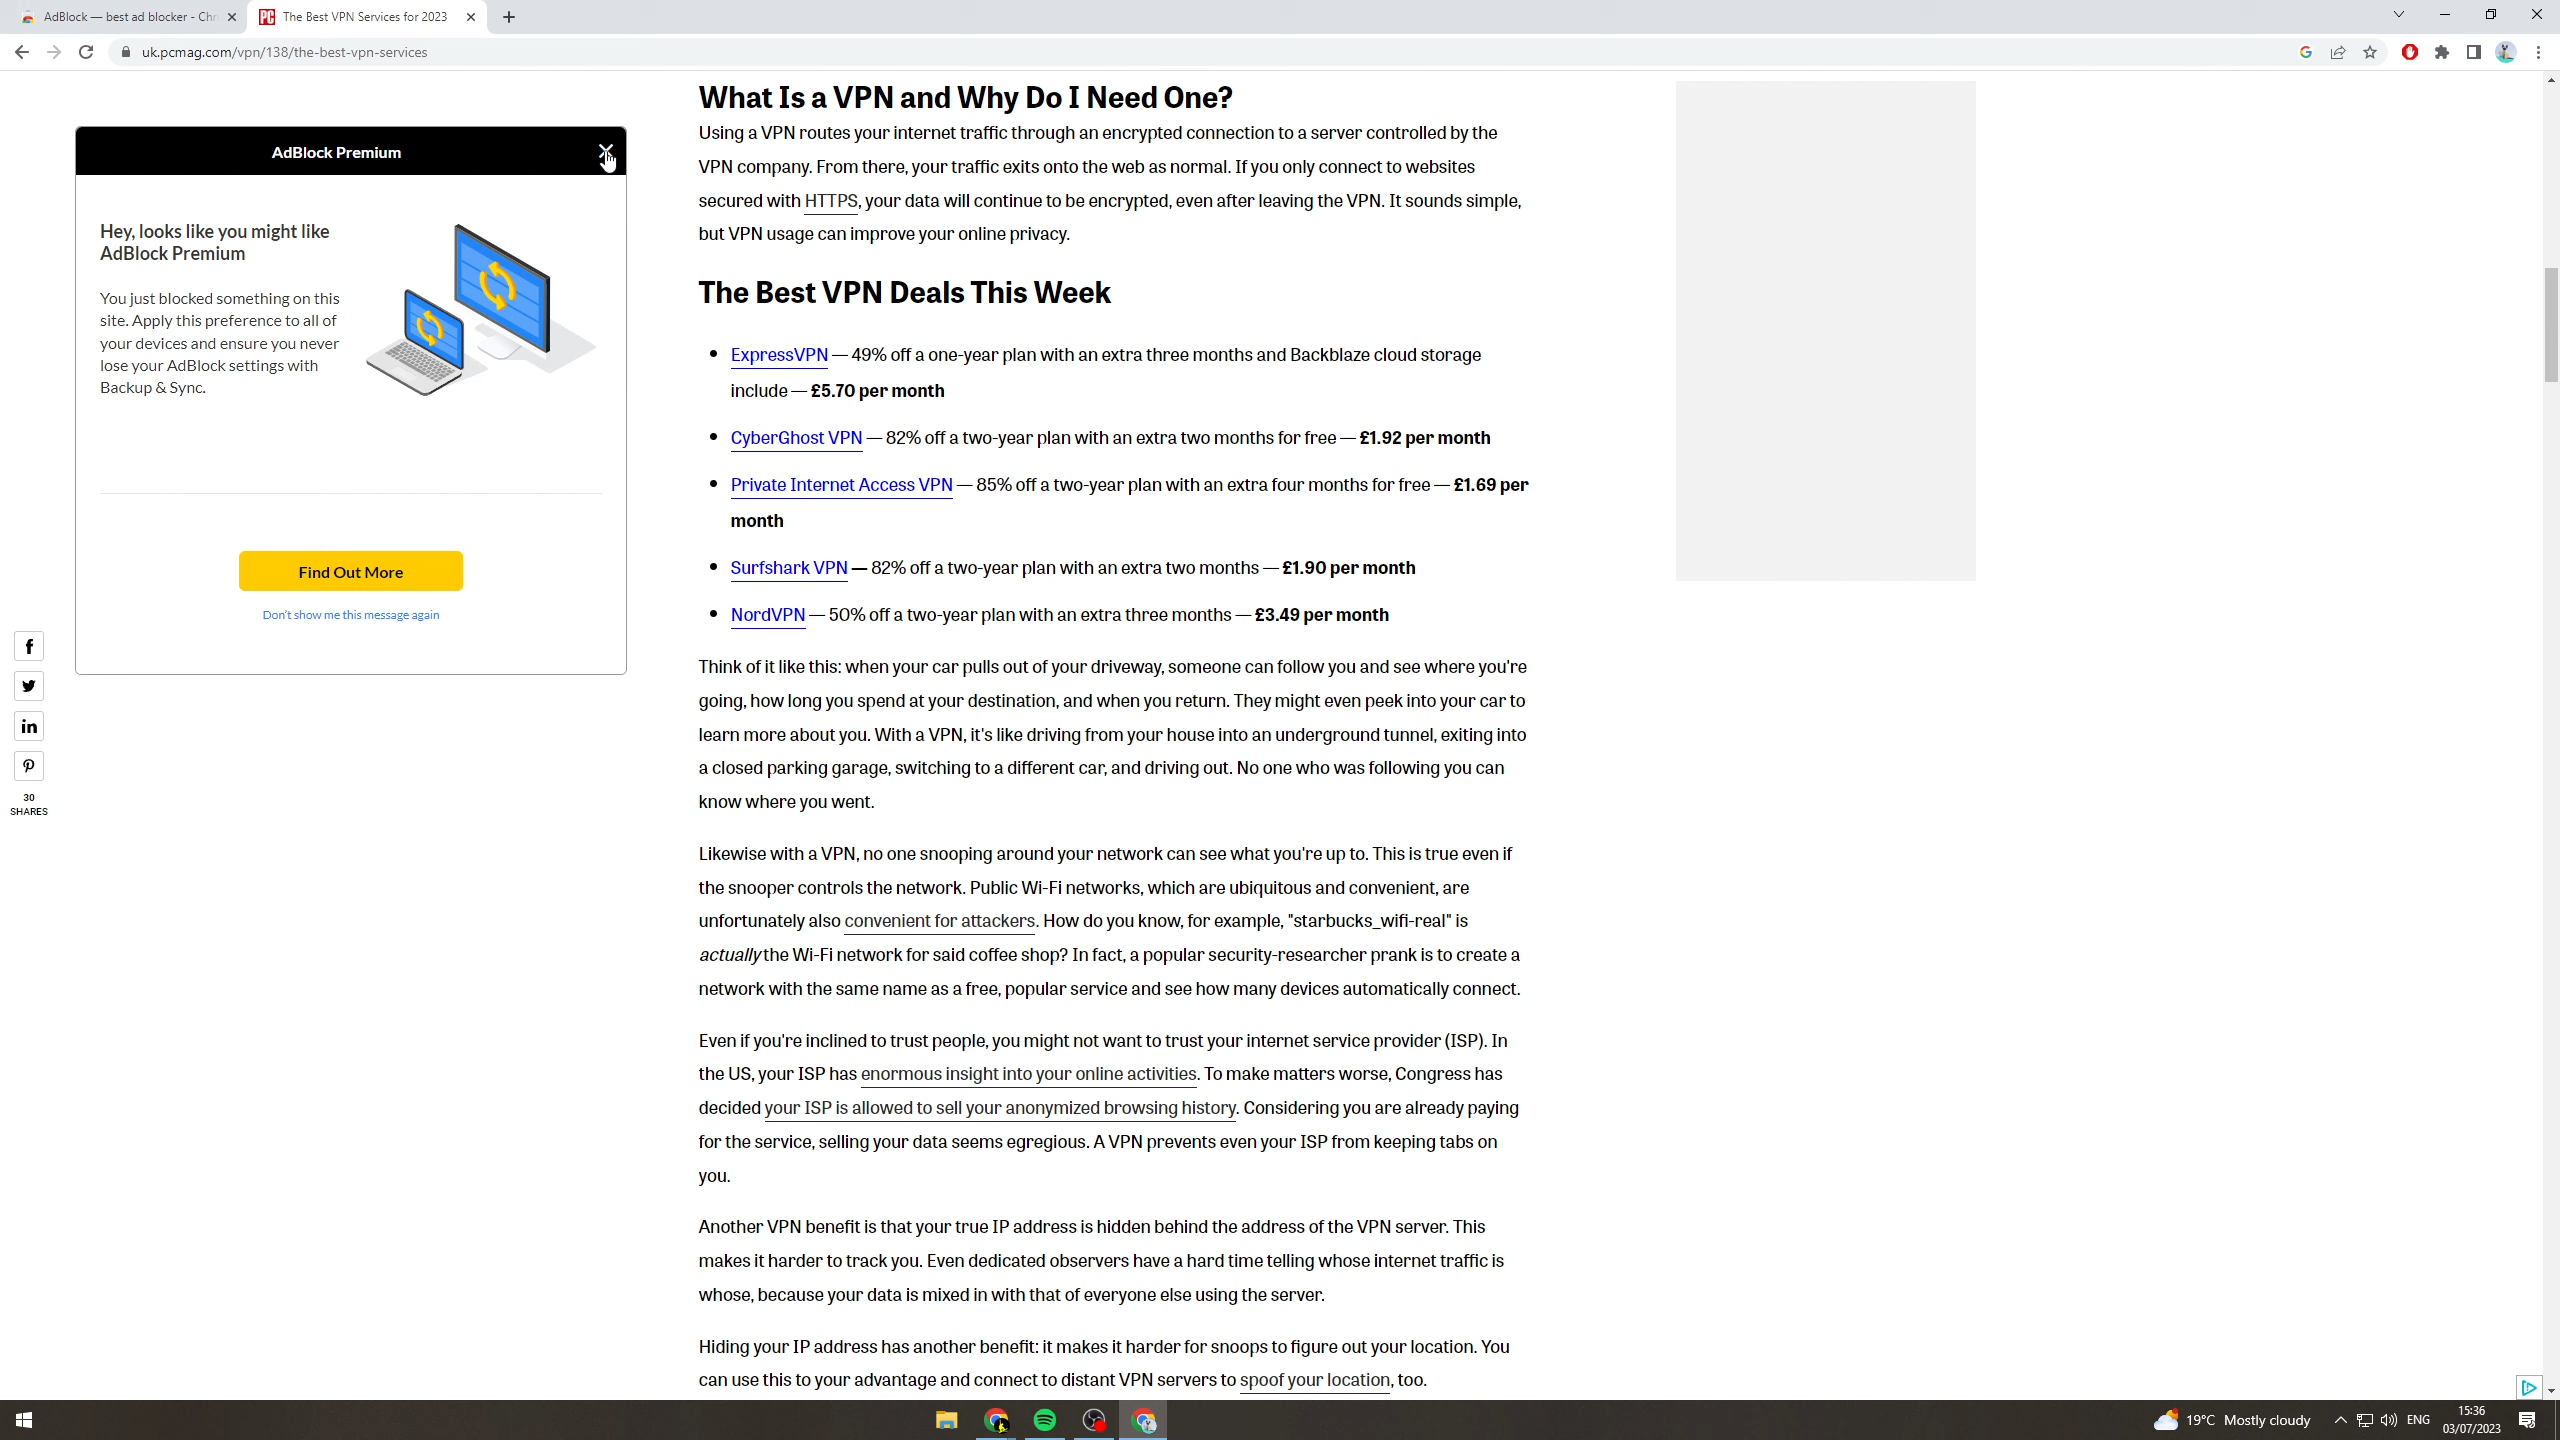 AdBlock — best ad blocker - Chr
The Best VPN Services for 2023
uk.pcmag.com/vpn/138/the-best-vpn-services
AdBlock Premium
Hey, looks like you might like
AdBlock Premium
You just blocked something on this
site. Apply this preference to all of
your devices and ensure you never
lose your AdBlock settings with
Backup & Sync.
Find Out More
Don't show me this message again
30
SHARES
What Is a VPN and Why Do I Need One?
Using a VPN routes your internet traffic through an encrypted connection to a server controlled by the
VPN company. From there, your traffic exits onto the web as normal. If you only connect to websites
secured with HTTPS, your data will continue to be encrypted, even after leaving the VPN. It sounds simple,
but VPN usage can improve your online privacy.
The Best VPN Deals This Week
• ExpressVPN — 49% off a one-year plan with an extra three months and Backblaze cloud storage
include — £5.70 per month
• CyberGhost VPN — 82% off a two-year plan with an extra two months for free — £1.92 per month
• Private Internet Access VPN — 85% off a two-year plan with an extra four months for free — £1.69 per
month
• Surfshark VPN — 82% off a two-year plan with an extra two months — £1.90 per month
• NordVPN — 50% off a two-year plan with an extra three months — £3.49 per month
Think of it like this: when your car pulls out of your driveway, someone can follow you and see where you're
going, how long you spend at your destination, and when you return. They might even peek into your car to
learn more about you. With a VPN, it's like driving from your house into an underground tunnel, exiting into
a closed parking garage, switching to a different car, and driving out. No one who was following you can
know where you went.
Likewise with a VPN, no one snooping around your network can see what you're up to. This is true even if
the snooper controls the network. Public Wi-Fi networks, which are ubiquitous and convenient, are
unfortunately also convenient for attackers. How do you know, for example, "starbucks_wifi-real" is
actually the Wi-Fi network for said coffee shop? In fact, a popular security-researcher prank is to create a
network with the same name as a free, popular service and see how many devices automatically connect.
Even if you're inclined to trust people, you might not want to trust your internet service provider (ISP). In
the US, your ISP has enormous insight into your online activities. To make matters worse, Congress has
decided your ISP is allowed to sell your anonymized browsing history. Considering you are already paying
for the service, selling your data seems egregious. A VPN prevents even your ISP from keeping tabs on
you.
Another VPN benefit is that your true IP address is hidden behind the address of the VPN server. This
makes it harder to track you. Even dedicated observers have a hard time telling whose internet traffic is
whose, because your data is mixed in with that of everyone else using the server.
Hiding your IP address has another benefit: it makes it harder for snoops to figure out your location. You
can use this to your advantage and connect to distant VPN servers to spoof your location, too.
19°C Mostly cloudy
ENG
15:36
03/07/2023